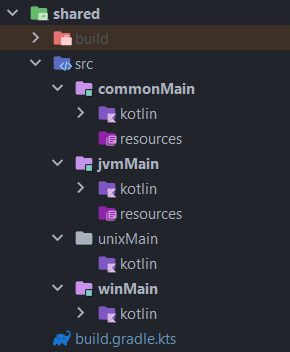 shared
build
src
commonMain
kotlin
resources
jvmMain
kotlin
resources
unixMain
kotlin
winMain
kotlin
build.gradle.kts